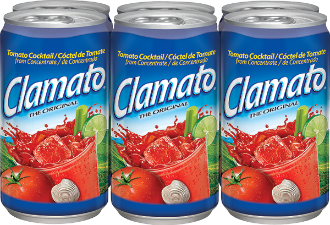 Tomato Cocktail / Cóctel de Tomate
from Concentrate / de Concentrado
Clamato
THE ORIGINAL
Tomato Cocktail / Cóctel de Tomate
from Concentrate / de Concentrado
Clamato
THE ORIGINAL
Tomato Cocktail / Cóctel de Tomate
from Concentrate / de Concentrado
Clamato
THE ORIGINAL